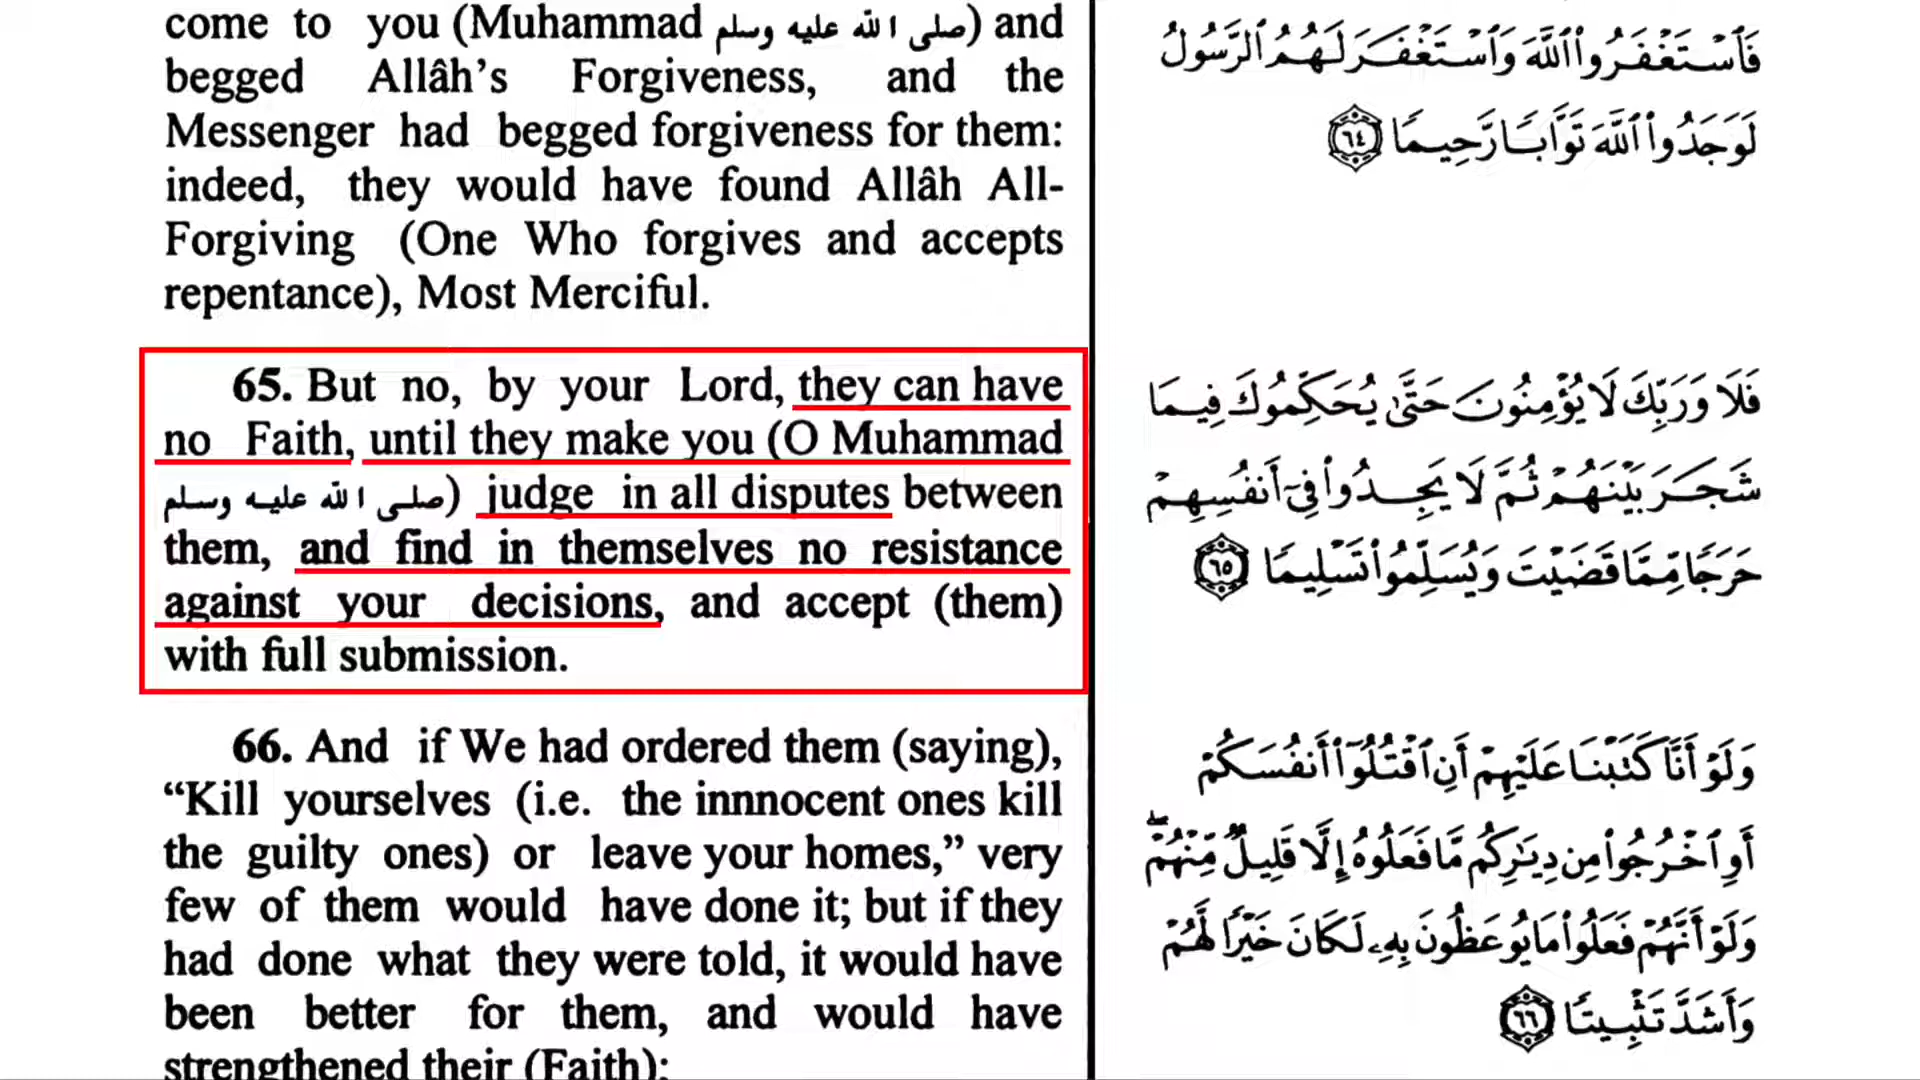 come to you (Muhammad صلى الله عليه وسلم) and
begged Allâh’s Forgiveness, and the
Messenger had begged forgiveness for them:
indeed, they would have found Allâh All-
Forgiving (One Who forgives and accepts
repentance), Most Merciful.
65. But no, by your Lord, they can have
no Faith, until they make you (O Muhammad
صلى الله عليه وسلم) judge in all disputes between
them, and find in themselves no resistance
against your decisions, and accept (them)
with full submission.
66. And if We had ordered them (saying),
“Kill yourselves (i.e. the innnocent ones kill
the guilty ones) or leave your homes,” very
few of them would have done it; but if they
had done what they were told, it would have
been better for them, and would have
strengthened their (Faith);
فَٱسْتَغْفَرُوا۟ ٱللَّهَ وَٱسْتَغْفَرَ لَهُمُ ٱلرَّسُولُ
لَوَجَدُوا۟ ٱللَّهَ تَوَّابًا رَّحِيمًا ٦٤
فَلَا وَرَبِّكَ لَا يُؤْمِنُونَ حَتَّىٰ يُحَكِّمُوكَ فِيمَا
شَجَرَ بَيْنَهُمْ ثُمَّ لَا يَجِدُوا۟ فِىٓ أَنفُسِهِمْ
حَرَجًا مِّمَّا قَضَيْتَ وَيُسَلِّمُوا۟ تَسْلِيمًا ٦٥
وَلَوْ أَنَّا كَتَبْنَا عَلَيْهِمْ أَنِ ٱقْتُلُوٓا۟ أَنفُسَكُمْ
أَوِ ٱخْرُجُوا۟ مِن دِيَـٰرِكُم مَّا فَعَلُوهُ إِلَّا قَلِيلٌ مِّنْهُمْ ۖ
وَلَوْ أَنَّهُمْ فَعَلُوا۟ مَا يُوعَظُونَ بِهِۦ لَكَانَ خَيْرًا لَّهُمْ
وَأَشَدَّ تَثْبِيتًا ٦٦